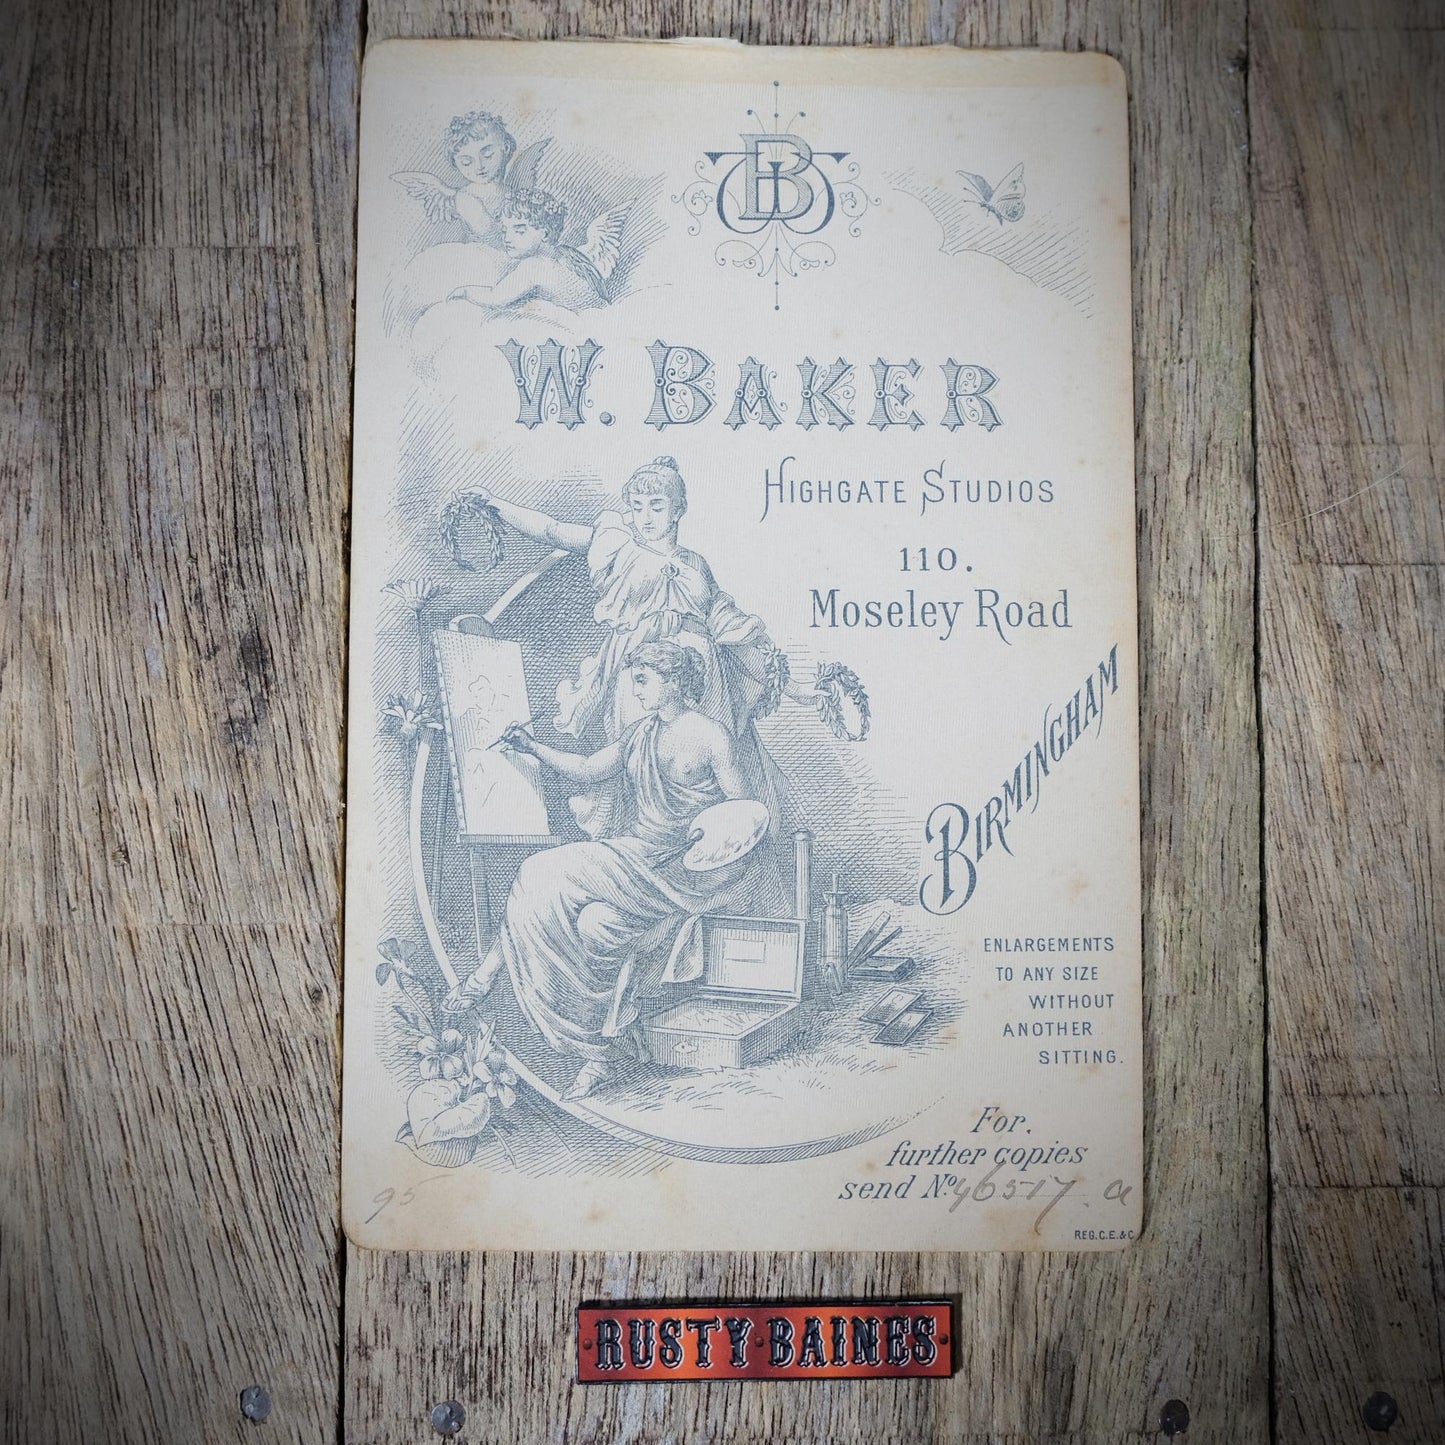 WB
W. BAKER
HIGHGATE STUDIOS
110.
MOSELEY ROAD
BIRMINGHAM
ENLARGEMENTS
TO ANY SIZE
WITHOUT
ANOTHER
SITTING.
For.
further copies
send No. 46517 a
95
REG.C.E.&C
RUSTY·BAINES